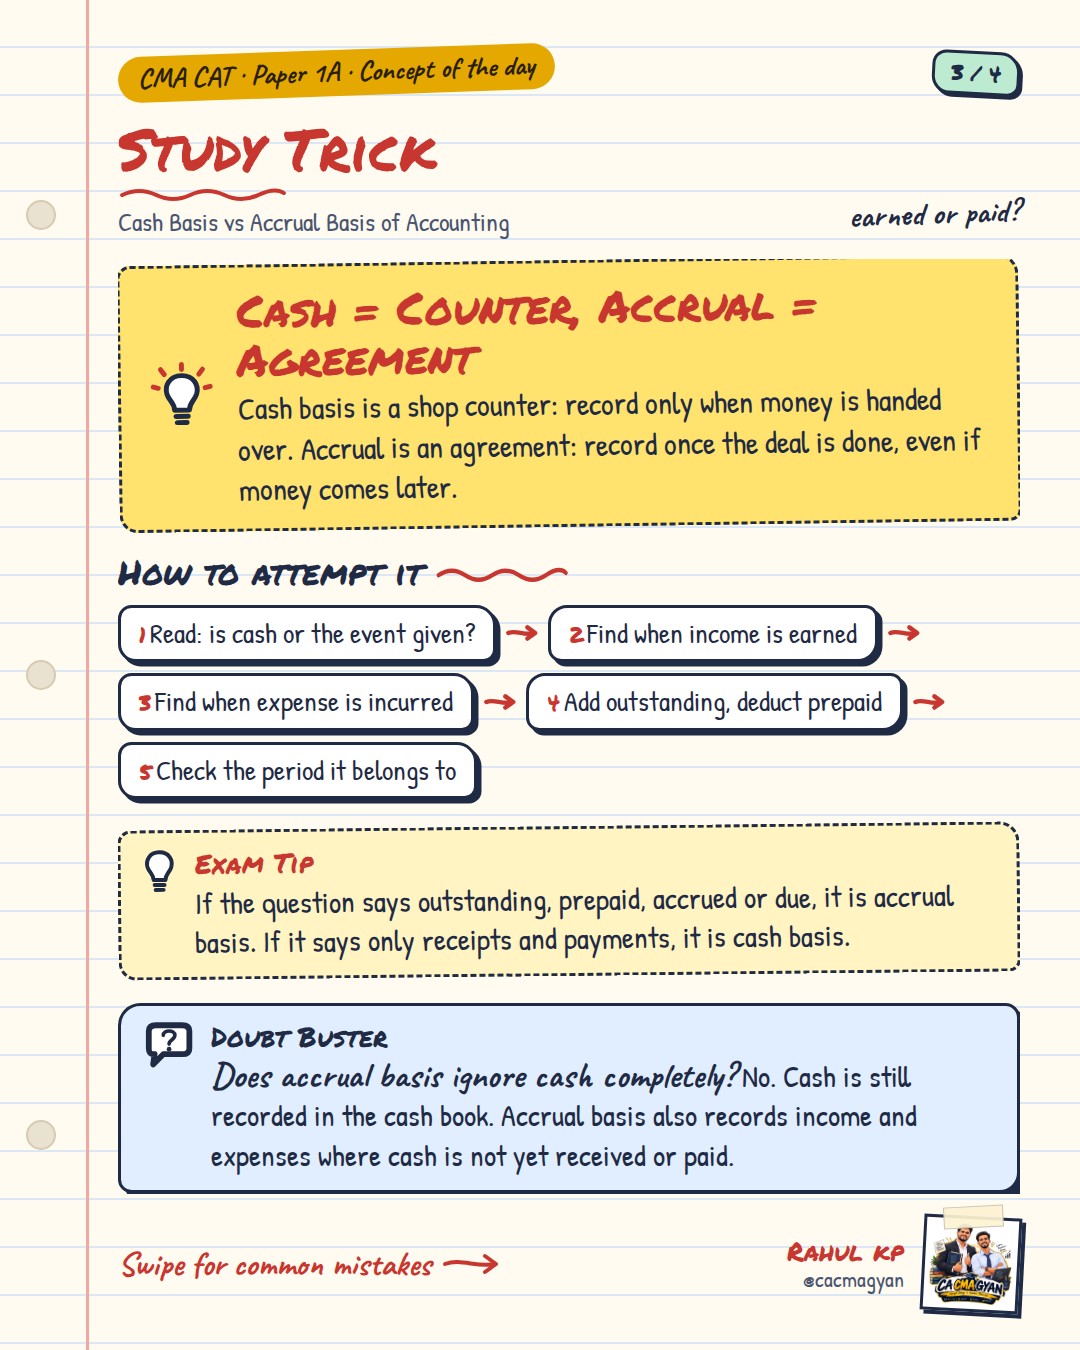 CMA CAT · Paper 1A · Concept of the day
3 / 4
Study Trick
Cash Basis vs Accrual Basis of Accounting
earned or paid?
Cash = Counter, Accrual =
Agreement
Cash basis is a shop counter: record only when money is handed
over. Accrual is an agreement: record once the deal is done, even if
money comes later.
How to attempt it
1 Read: is cash or the event given?
2 Find when income is earned
3 Find when expense is incurred
4 Add outstanding, deduct prepaid
5 Check the period it belongs to
Exam Tip
If the question says outstanding, prepaid, accrued or due, it is accrual
basis. If it says only receipts and payments, it is cash basis.
Doubt Buster
Does accrual basis ignore cash completely? No. Cash is still
recorded in the cash book. Accrual basis also records income and
expenses where cash is not yet received or paid.
Swipe for common mistakes
Rahul KP
@cacmagyan
CA CMA GYAN